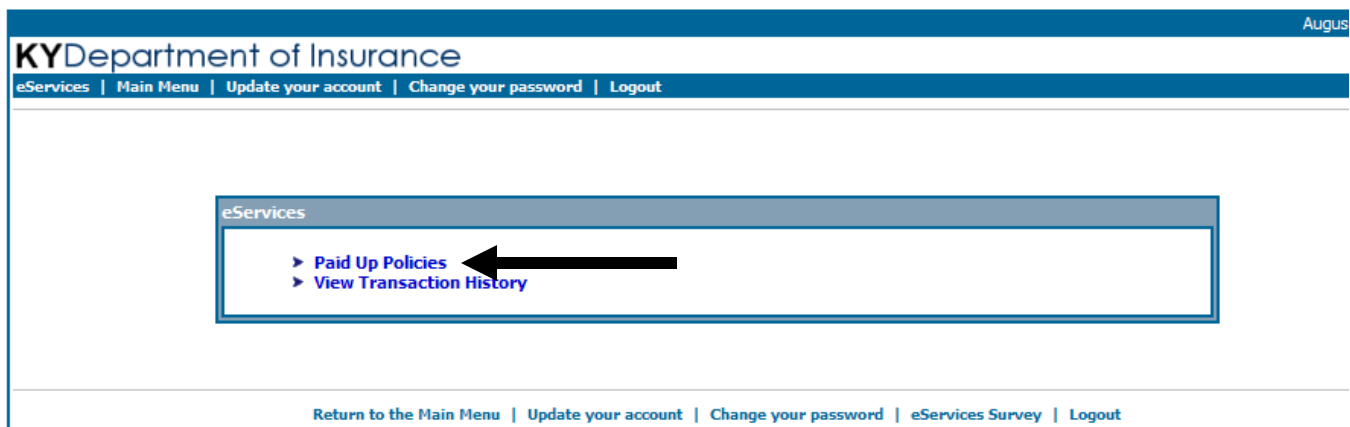 Augus
KYDepartment of Insurance
eServices | Main Menu | Update your account | Change your password | Logout
eServices
➤ Paid Up Policies
➤ View Transaction History
Return to the Main Menu | Update your account | Change your password | eServices Survey | Logout